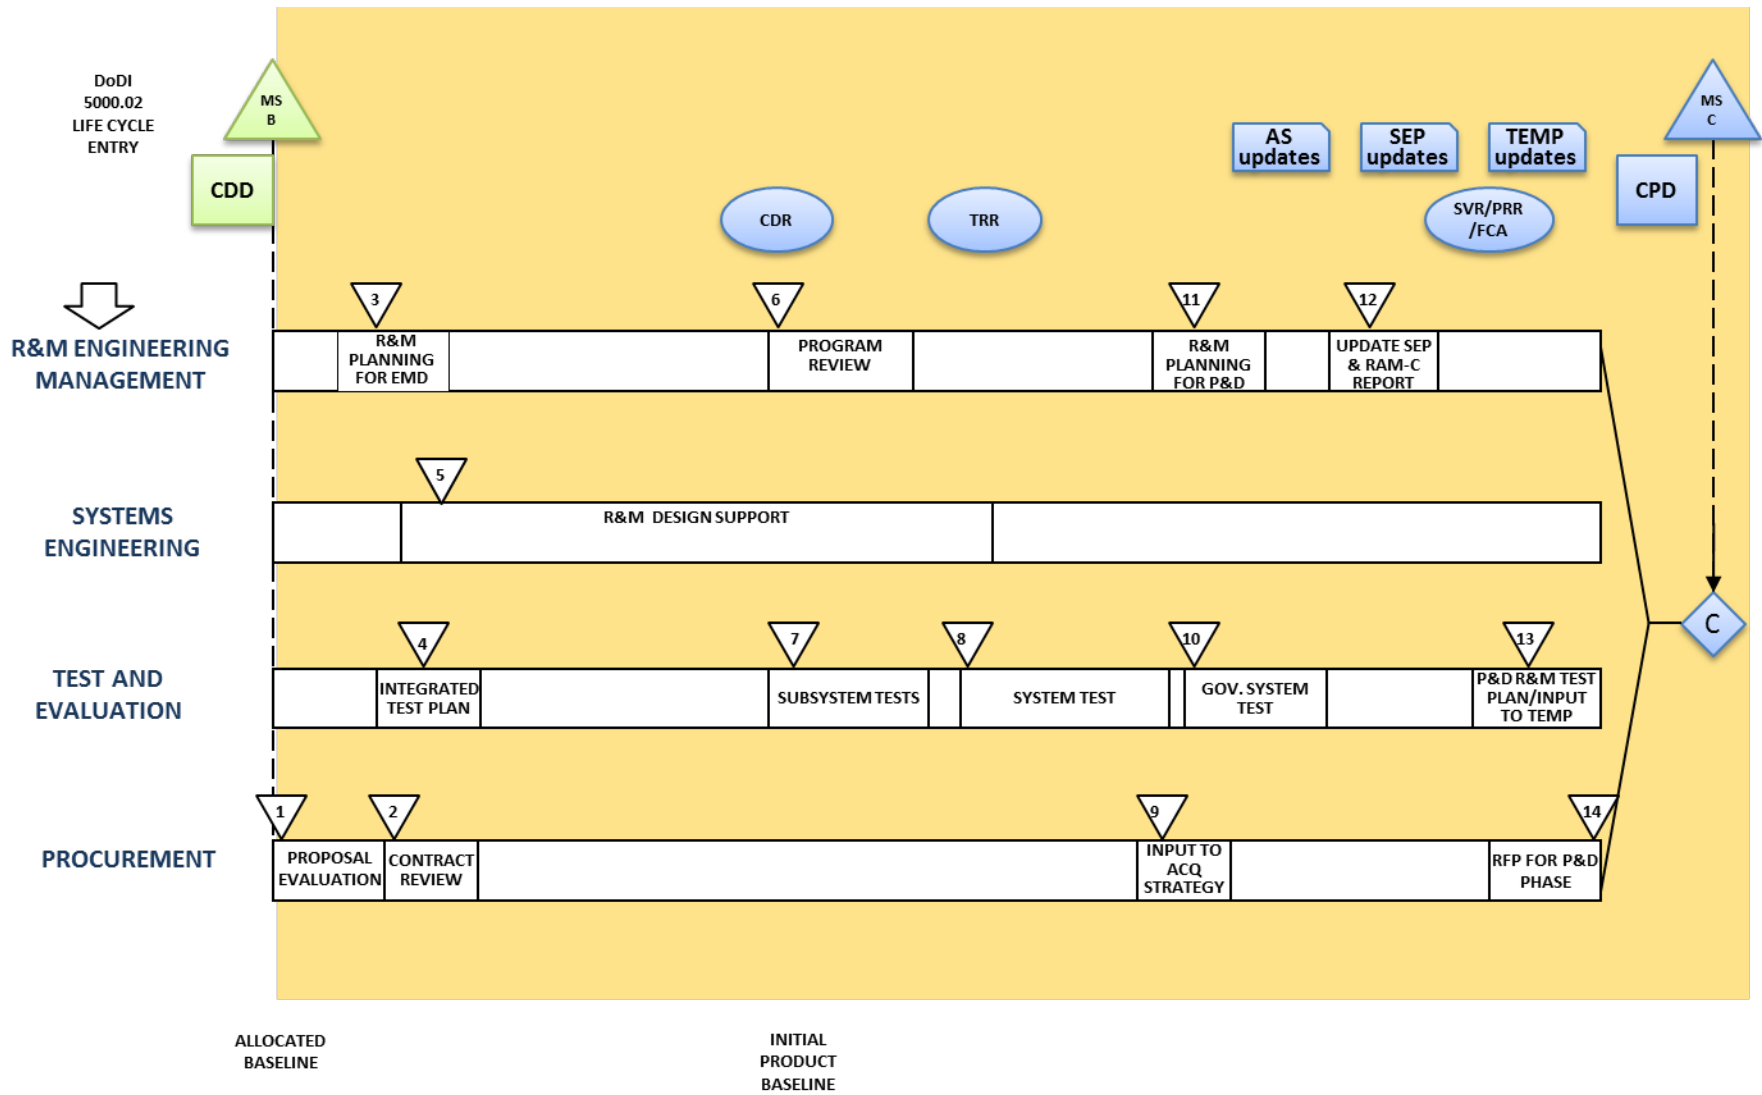 DoDI
5000.02
LIFE CYCLE
ENTRY
MS
B
CDD
MS
C
AS
updates
SEP
updates
TEMP
updates
CPD
CDR
TRR
SVR/PRR
/FCA
3
6
11
12
R&M ENGINEERING
MANAGEMENT
R&M
PLANNING
FOR EMD
PROGRAM
REVIEW
R&M
PLANNING
FOR P&D
UPDATE SEP
& RAM-C
REPORT
5
SYSTEMS
ENGINEERING
R&M DESIGN SUPPORT
C
4
7
8
10
13
TEST AND
EVALUATION
INTEGRATED
TEST PLAN
SUBSYSTEM TESTS
SYSTEM TEST
GOV. SYSTEM
TEST
P&D R&M TEST
PLAN/INPUT
TO TEMP
1
2
9
14
PROCUREMENT
PROPOSAL
EVALUATION
CONTRACT
REVIEW
INPUT TO
ACQ
STRATEGY
RFP FOR P&D
PHASE
ALLOCATED
BASELINE
INITIAL
PRODUCT
BASELINE